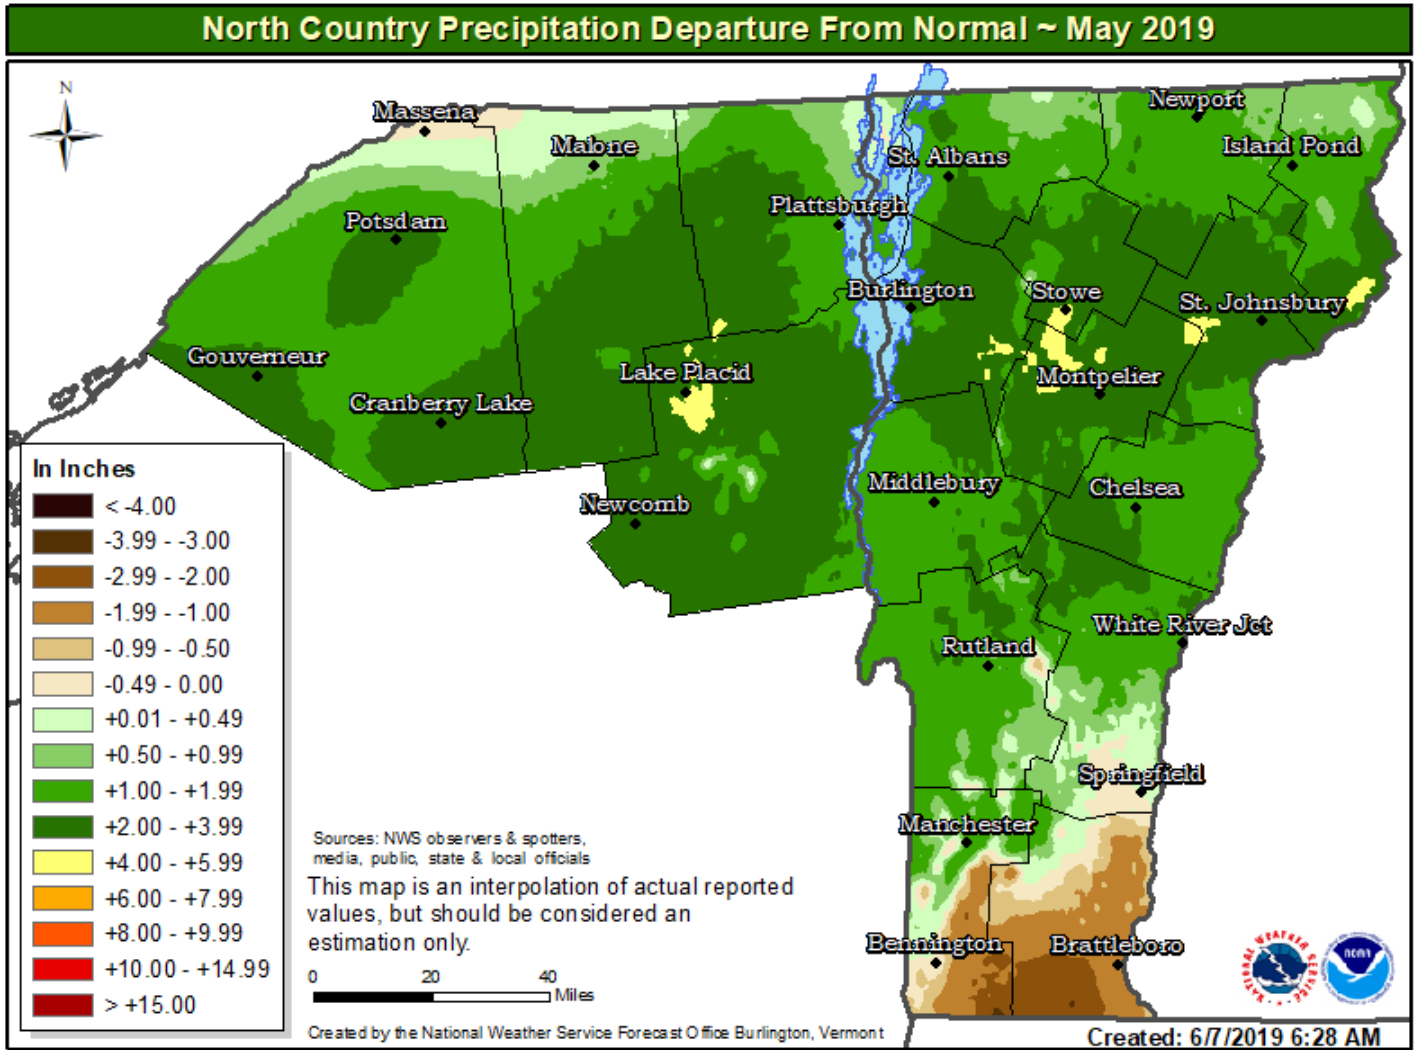 North Country Precipitation Departure From Normal ~ May 2019
N
Massena
Malone
Newport
Island Pond
St. Albans
Plattsburgh
Potsdam
Burlington
Stowe
St. Johnsbury
Gouverneur
Lake Placid
Montpelier
Cranberry Lake
Middlebury
Chelsea
Newcomb
White River Jct
Rutland
Springfield
Manchester
Bennington
Brattleboro
In Inches
< -4.00
-3.99 - -3.00
-2.99 - -2.00
-1.99 - -1.00
-0.99 - -0.50
-0.49 - 0.00
+0.01 - +0.49
+0.50 - +0.99
+1.00 - +1.99
+2.00 - +3.99
+4.00 - +5.99
+6.00 - +7.99
+8.00 - +9.99
+10.00 - +14.99
> +15.00
Sources: NWS observers & spotters,
media, public, state & local officials
This map is an interpolation of actual reported
values, but should be considered an
estimation only.
0 20 40
Miles
Created by the National Weather Service Forecast Office Burlington, Vermont
NATIONAL WEATHER SERVICE
noaa
Created: 6/7/2019 6:28 AM